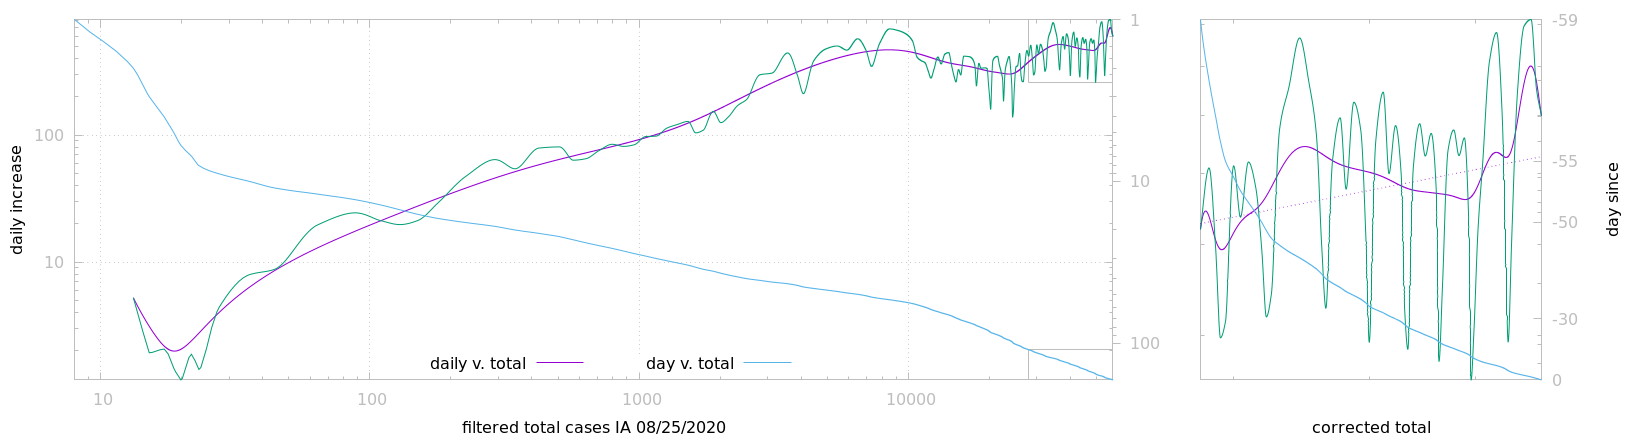 1
-59
daily increase
100
10
10
-55
-50
day since
-30
daily v. total
day v. total
100
0
10
100
1000
10000
filtered total cases IA 08/25/2020
corrected total